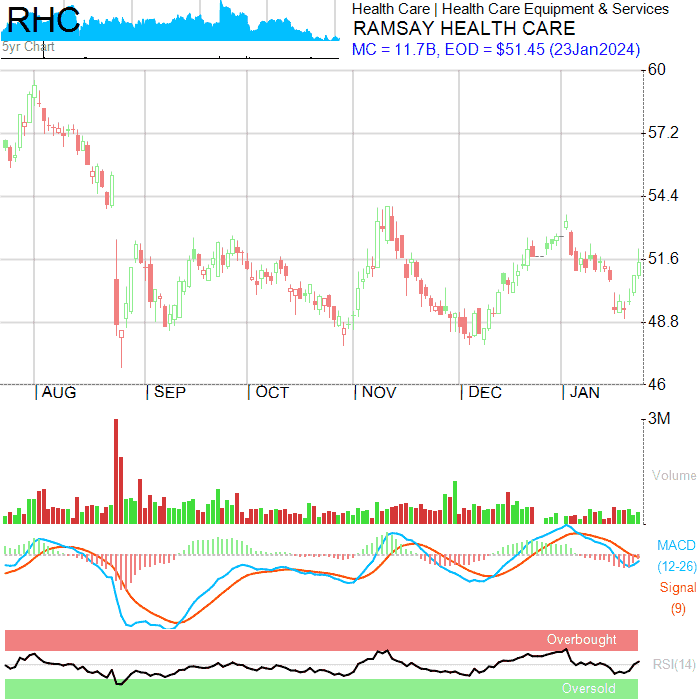 RHC
5yr Chart
Health Care | Health Care Equipment & Services
RAMSAY HEALTH CARE
MC = 11.7B, EOD = $51.45 (23Jan2024)
60
57.2
54.4
51.6
48.8
46
| AUG | SEP | OCT | NOV | DEC | JAN
3M
Volume
MACD
(12-26)
Signal
(9)
Overbought
RSI(14)
Oversold